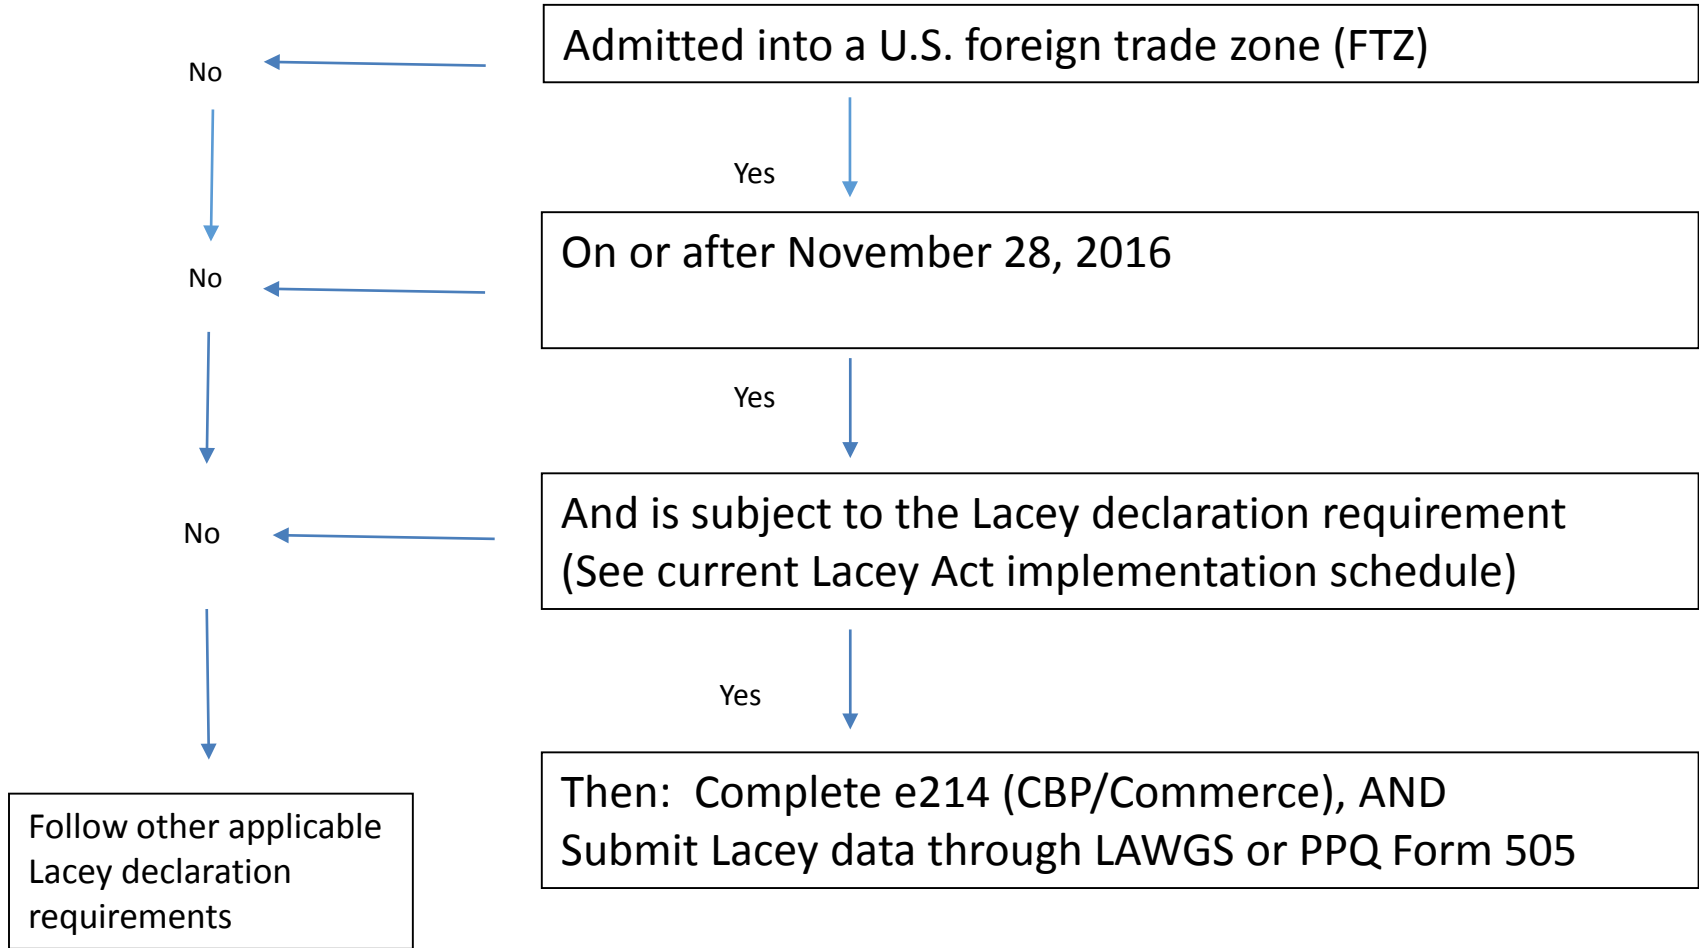 Admitted into a U.S. foreign trade zone (FTZ)
No
Yes
On or after November 28, 2016
No
Yes
And is subject to the Lacey declaration requirement
(See current Lacey Act implementation schedule)
No
Yes
Then:  Complete e214 (CBP/Commerce), AND
Submit Lacey data through LAWGS or PPQ Form 505
Follow other applicable
Lacey declaration
requirements